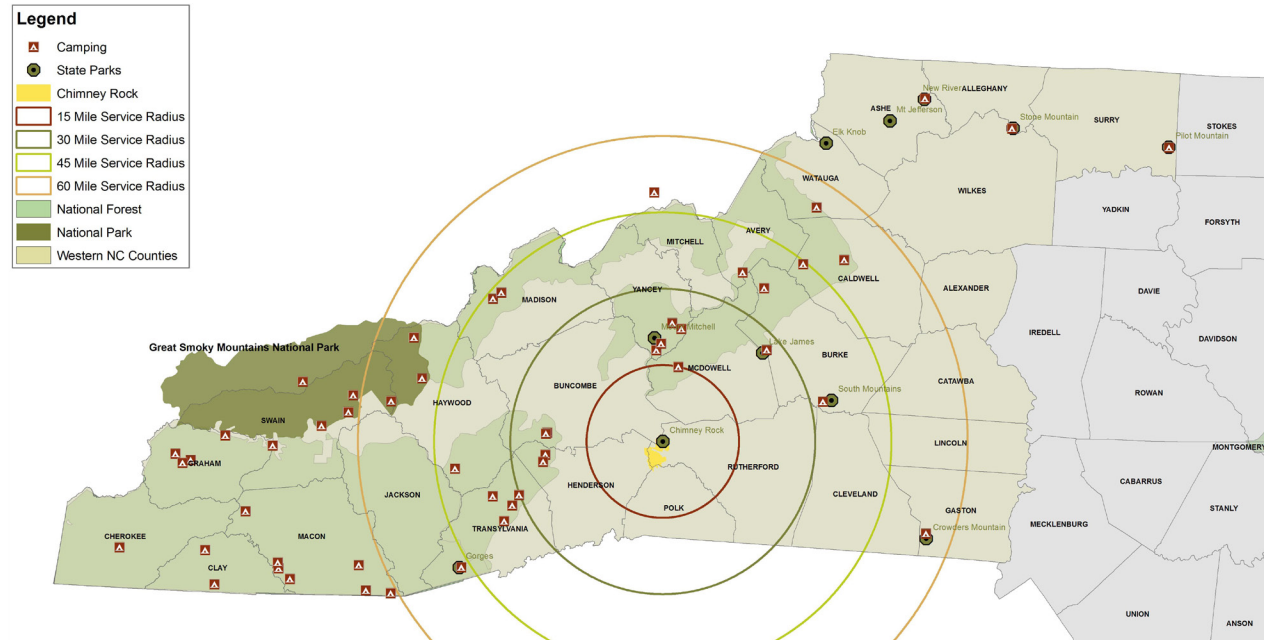 Legend
Camping
State Parks
Chimney Rock
15 Mile Service Radius
30 Mile Service Radius
45 Mile Service Radius
60 Mile Service Radius
National Forest
National Park
Western NC Counties
New River
ALLEGHANY
ASHE
Mt Jefferson
Stone Mountain
SURRY
STOKES
Elk Knob
Pilot Mountain
WATAUGA
WILKES
YADKIN
FORSYTH
AVERY
MITCHELL
CALDWELL
ALEXANDER
YANCEY
DAVIE
MADISON
IREDELL
Mount Mitchell
DAVIDSON
Great Smoky Mountains National Park
Lake James
BURKE
MCDOWELL
CATAWBA
BUNCOMBE
South Mountains
ROWAN
HAYWOOD
SWAIN
Chimney Rock
LINCOLN
MONTGOMERY
GRAHAM
RUTHERFORD
HENDERSON
CABARRUS
JACKSON
CLEVELAND
POLK
GASTON
STANLY
MECKLENBURG
TRANSYLVANIA
Crowders Mountain
CHEROKEE
MACON
Gorges
CLAY
UNION
ANSON